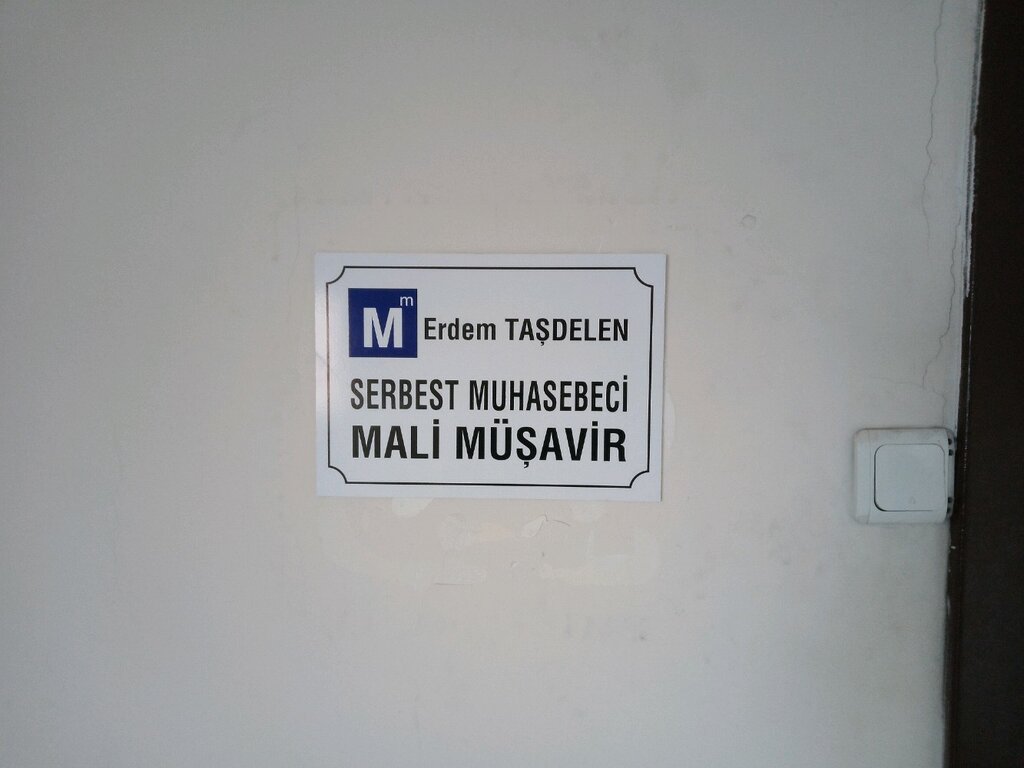 Mm
Erdem TAŞDELEN
SERBEST MUHASEBECİ
MALİ MÜŞAVİR